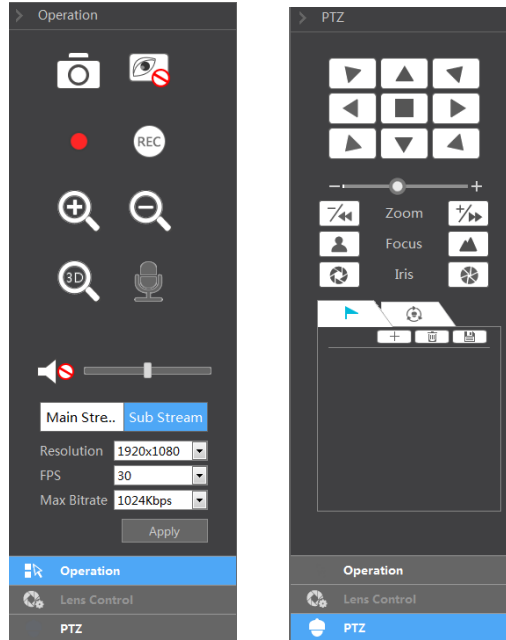 Operation
REC
3D
Main Stre.. Sub Stream
Resolution 1920x1080
FPS 30
Max Bitrate 1024Kbps
Apply
Operation
Lens Control
PTZ
PTZ
Zoom
Focus
Iris
Operation
Lens Control
PTZ